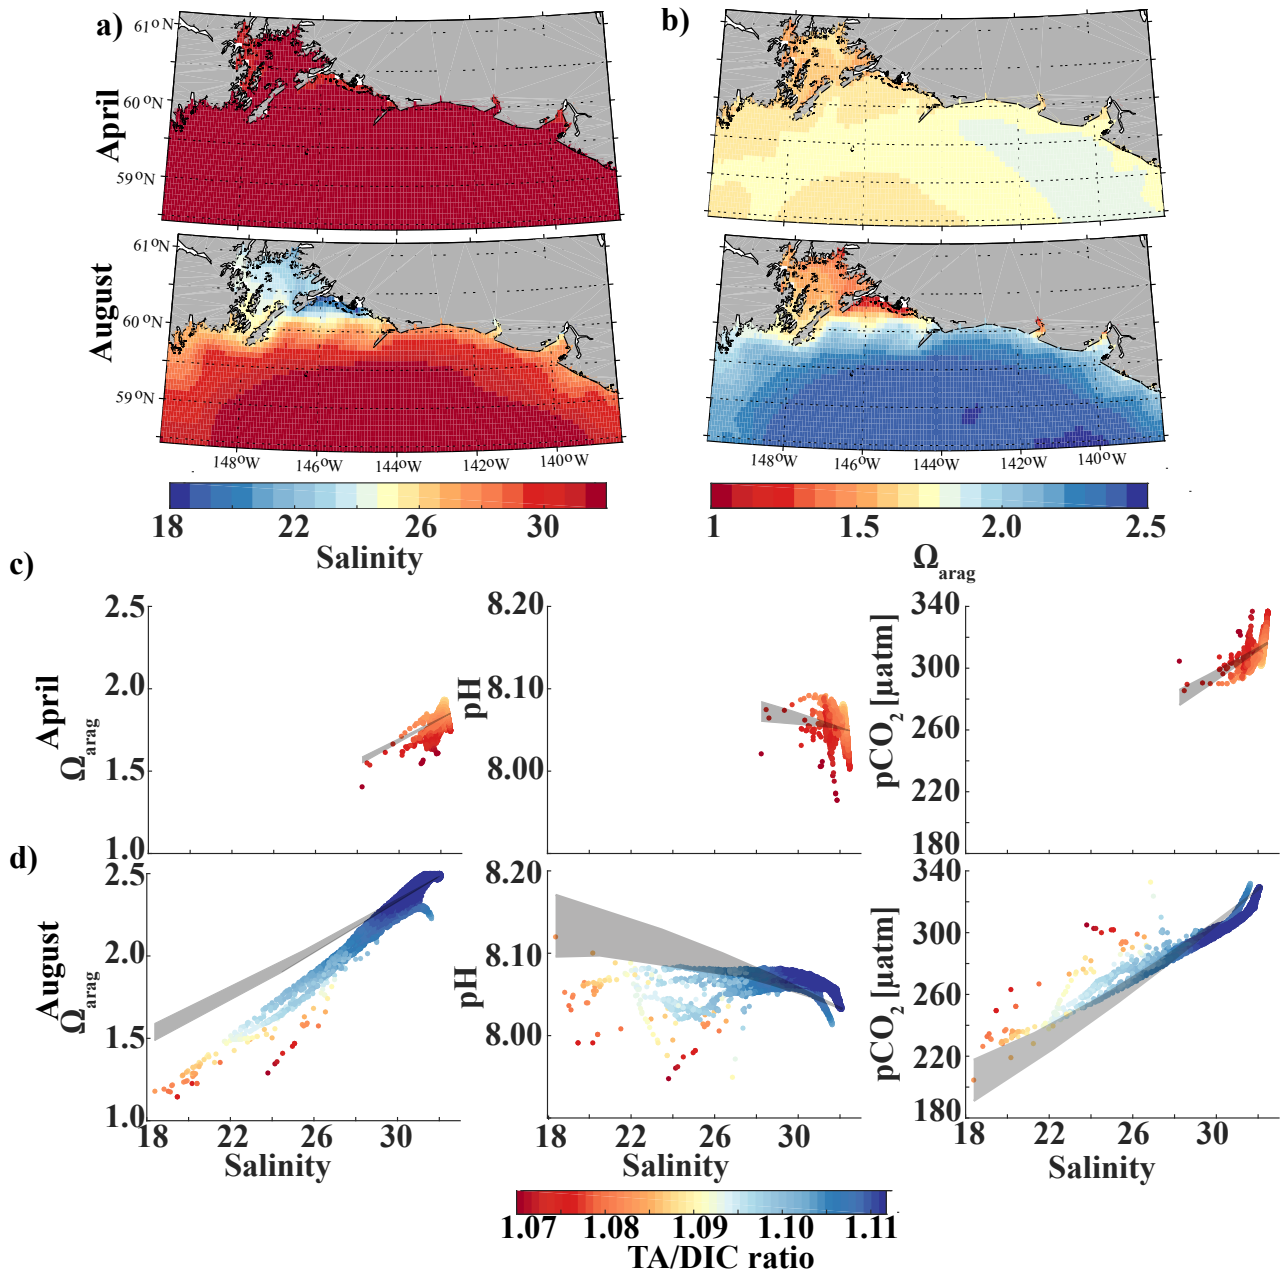 a)
b)
61°N
60°N
59°N
April
61°N
60°N
59°N
August
148°W 146°W 144°W 142°W 140°W
148°W 146°W 144°W 142°W 140°W
18 22 26 30
Salinity
1 1.5 2.0 2.5
Ωarag
c)
April
Ωarag
2.5
2.0
1.5
1.0
pH
8.20
8.10
8.00
pCO2 [µatm]
340
300
260
220
180
d)
August
Ωarag
2.5
2.0
1.5
1.0
18 22 26 30
Salinity
pH
8.20
8.10
8.00
18 22 26 30
Salinity
pCO2 [µatm]
340
300
260
220
180
18 22 26 30
Salinity
1.07 1.08 1.09 1.10 1.11
TA/DIC ratio